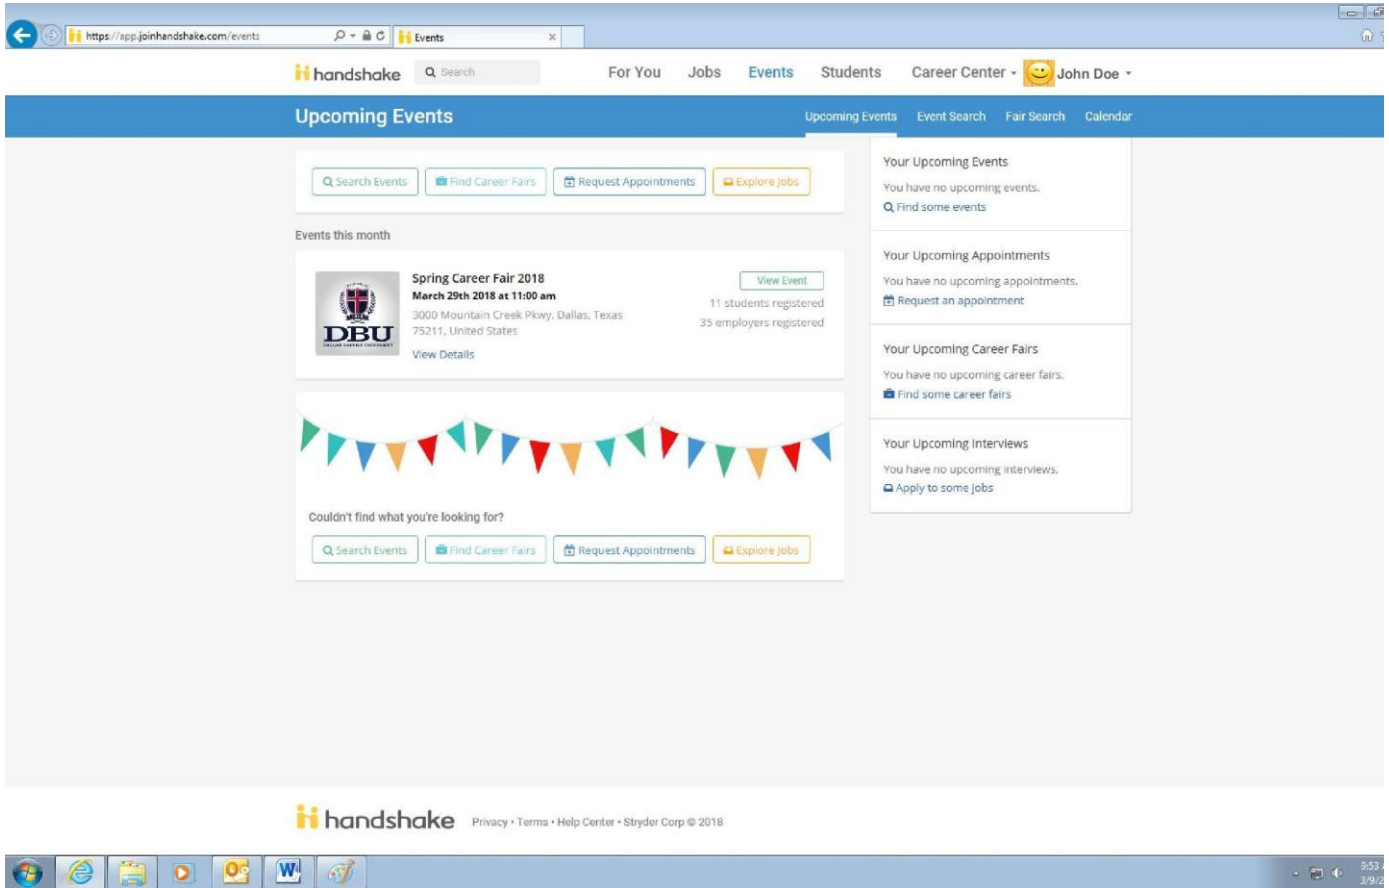 https://app.joinhandshake.com/events
Events
handshake
Search
For You Jobs Events Students Career Center John Doe
Upcoming Events
Upcoming Events Event Search Fair Search Calendar
Search Events Find Career Fairs Request Appointments Explore Jobs
Events this month
Spring Career Fair 2018
March 29th 2018 at 11:00 am
3000 Mountain Creek Pkwy, Dallas, Texas
75211, United States
View Details
DBU
View Event
11 students registered
35 employers registered
Couldn't find what you're looking for?
Search Events Find Career Fairs Request Appointments Explore Jobs
Your Upcoming Events
You have no upcoming events.
Find some events
Your Upcoming Appointments
You have no upcoming appointments.
Request an appointment
Your Upcoming Career Fairs
You have no upcoming career fairs.
Find some career fairs
Your Upcoming Interviews
You have no upcoming interviews.
Apply to some jobs
handshake Privacy • Terms • Help Center • Stryder Corp © 2018
9:53
3/9/2